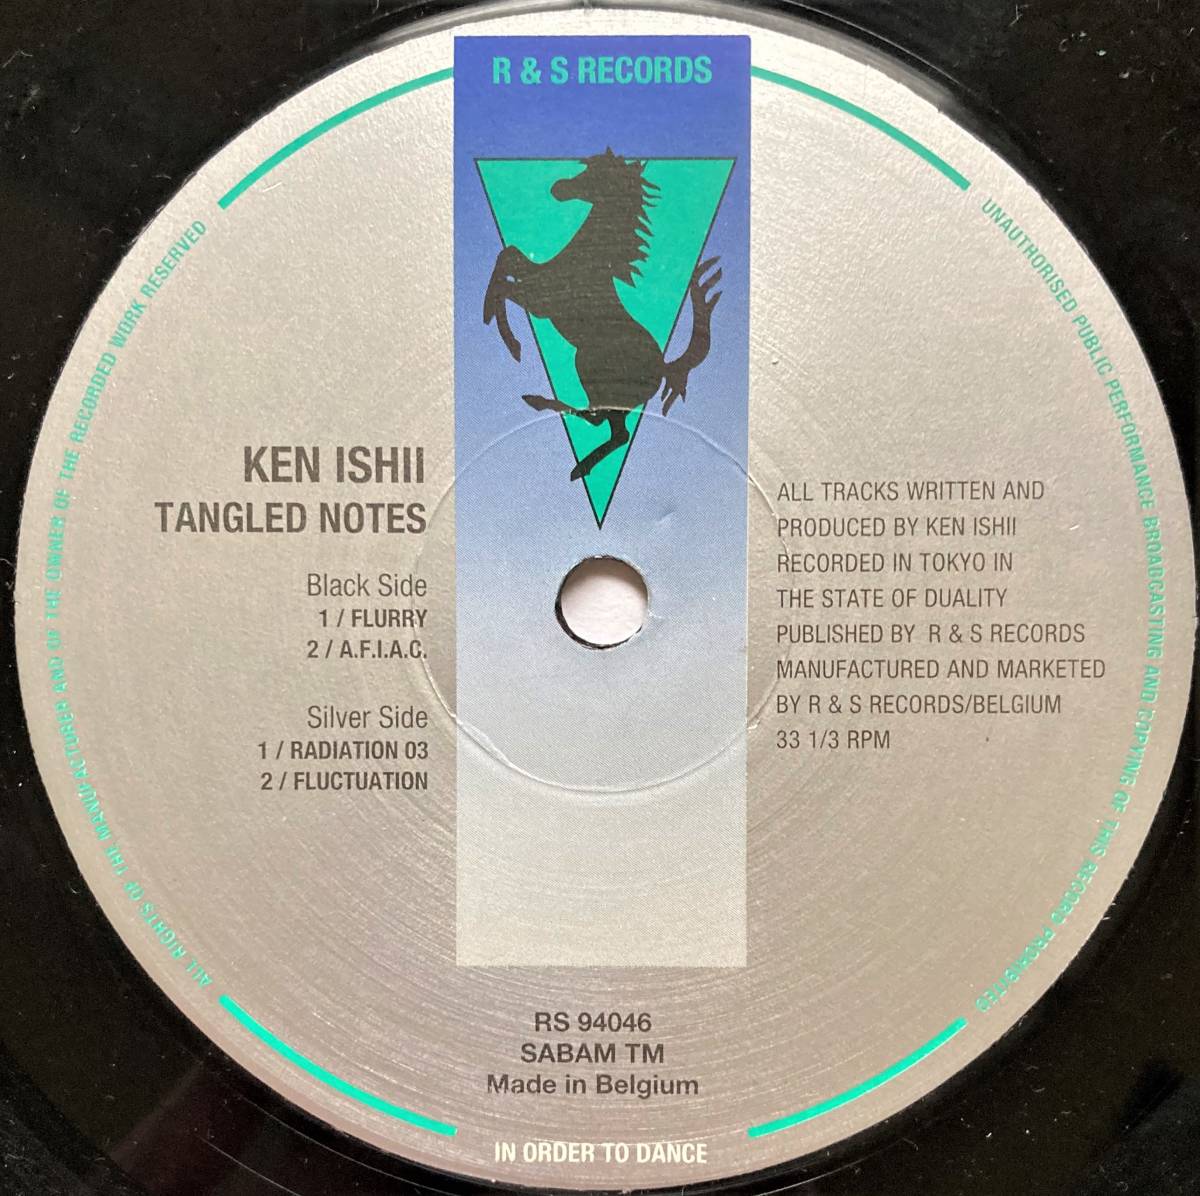 R & S RECORDS
KEN ISHII
TANGLED NOTES
Black Side
1 / FLURRY
2 / A.F.I.A.C.
Silver Side
1 / RADIATION 03
2 / FLUCTUATION
ALL TRACKS WRITTEN AND
PRODUCED BY KEN ISHII
RECORDED IN TOKYO IN
THE STATE OF DUALITY
PUBLISHED BY R & S RECORDS
MANUFACTURED AND MARKETED
BY R & S RECORDS/BELGIUM
33 1/3 RPM
RS 94046
SABAM TM
Made in Belgium
IN ORDER TO DANCE
ALL RIGHTS OF THE MANUFACTURER AND OF THE OWNER OF THE RECORDED WORK RESERVED
UNAUTHORISED PUBLIC PERFORMANCE BROADCASTING AND COPYING OF THIS RECORD PROHIBITED